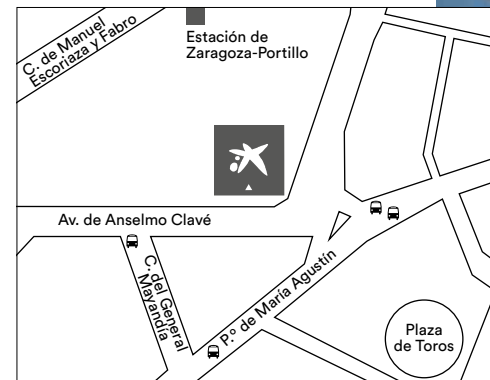 C. de Manuel
Escoriaza y Fabro
Estación de
Zaragoza-Portillo
Av. de Anselmo Clavé
C. del General
Mayandía
P.º de María Agustín
Plaza
de Toros